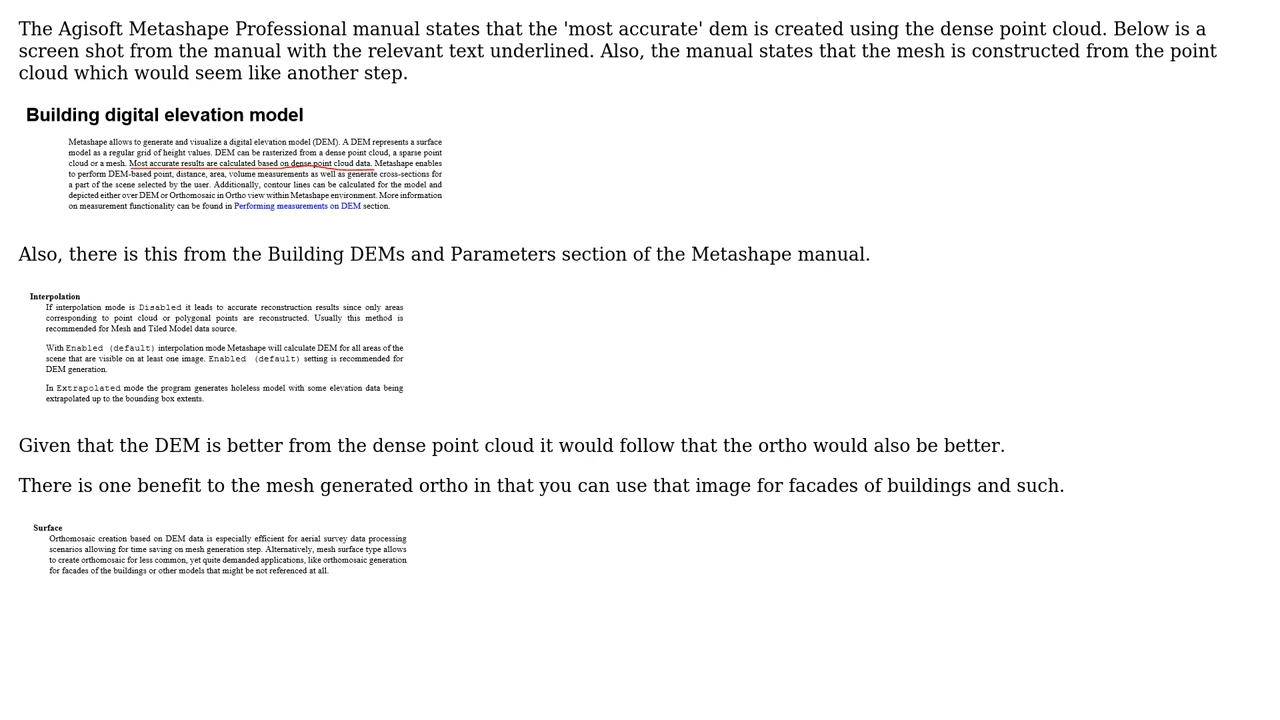 The Agisoft Metashape Professional manual states that the 'most accurate' dem is created using the dense point cloud. Below is a
screen shot from the manual with the relevant text underlined. Also, the manual states that the mesh is constructed from the point
cloud which would seem like another step.
Building digital elevation model
Metashape allows to generate and visualize a digital elevation model (DEM). A DEM represents a surface
model as a regular grid of height values. DEM can be rasterized from a dense point cloud, a sparse point
cloud or a mesh. Most accurate results are calculated based on dense point cloud data. Metashape enables
to perform DEM-based point, distance, area, volume measurements as well as generate cross-sections for
a part of the scene selected by the user. Additionally, contour lines can be calculated for the model and
depicted either over DEM or Orthomosaic in Ortho view within Metashape environment. More information
on measurement functionality can be found in Performing measurements on DEM section.
Also, there is this from the Building DEMs and Parameters section of the Metashape manual.
Interpolation
If interpolation mode is Disabled it leads to accurate reconstruction results since only areas
corresponding to point cloud or polygonal points are reconstructed. Usually this method is
recommended for Mesh and Tiled Model data source.
With Enabled (default) interpolation mode Metashape will calculate DEM for all areas of the
scene that are visible on at least one image. Enabled (default) setting is recommended for
DEM generation.
In Extrapolated mode the program generates holeless model with some elevation data being
extrapolated up to the bounding box extents.
Given that the DEM is better from the dense point cloud it would follow that the ortho would also be better.
There is one benefit to the mesh generated ortho in that you can use that image for facades of buildings and such.
Surface
Orthomosaic creation based on DEM data is especially efficient for aerial survey data processing
scenarios allowing for time saving on mesh generation step. Alternatively, mesh surface type allows
to create orthomosaic for less common, yet quite demanded applications, like orthomosaic generation
for facades of the buildings or other models that might be not referenced at all.